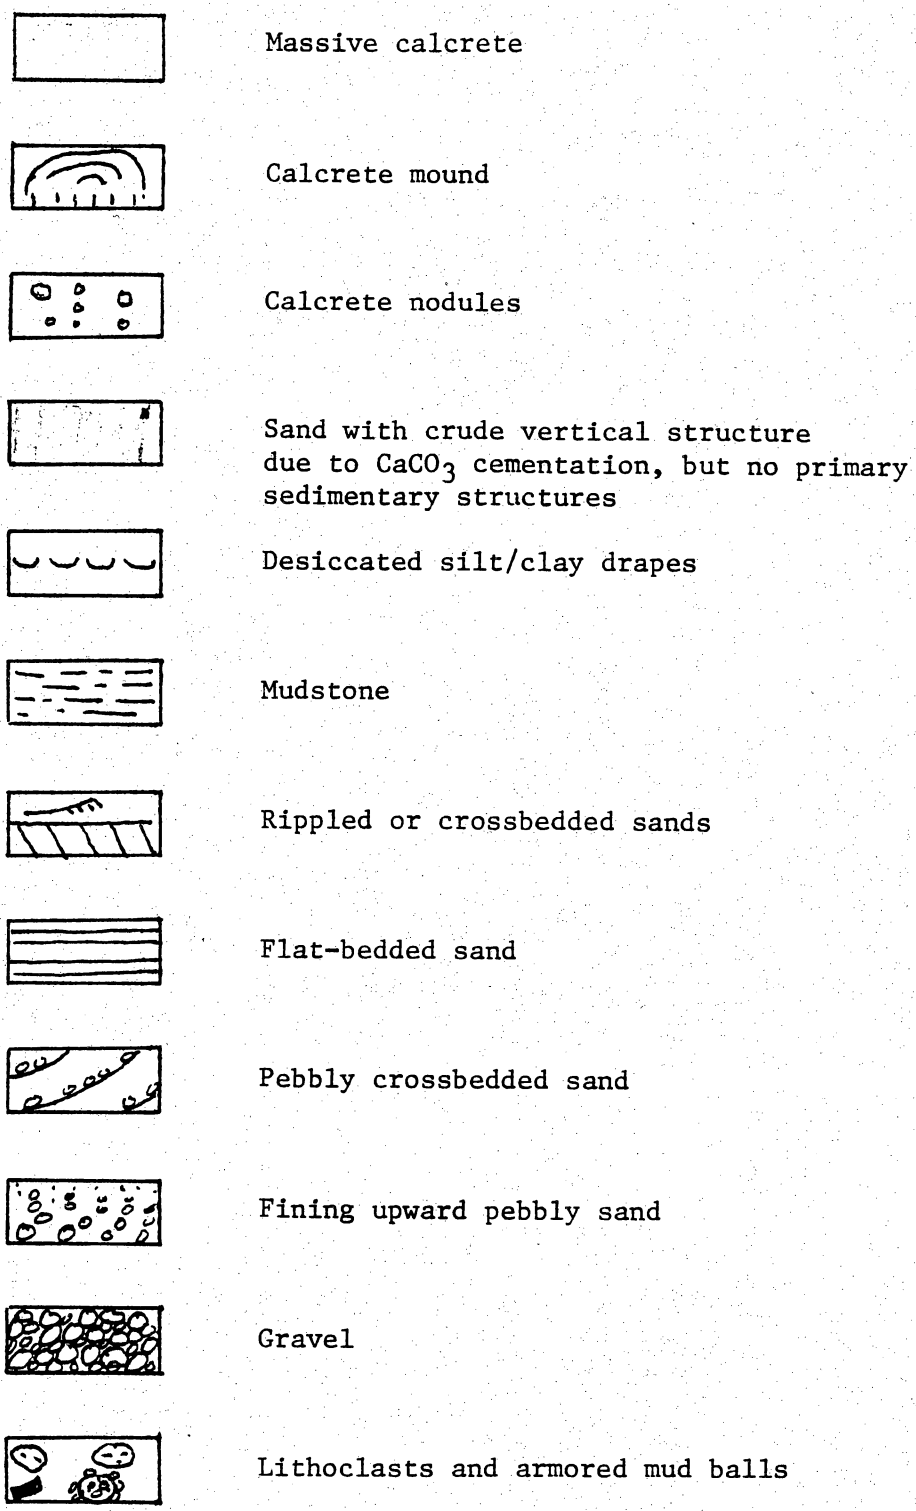 Massive calcrete
Calcrete mound
Calcrete nodules
Sand with crude vertical structure
due to CaCO3 cementation, but no primary
sedimentary structures
Desiccated silt/clay drapes
Mudstone
Rippled or crossbedded sands
Flat-bedded sand
Pebbly crossbedded sand
Fining upward pebbly sand
Gravel
Lithoclasts and armored mud balls